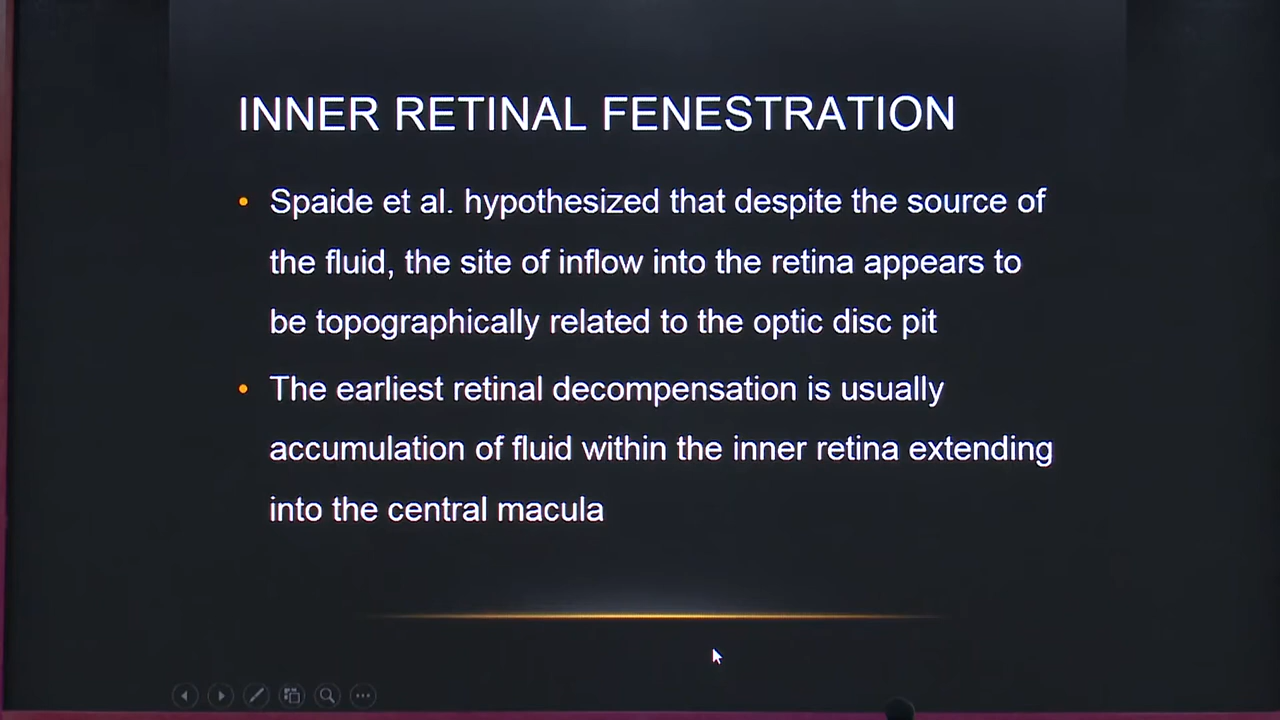 INNER RETINAL FENESTRATION
• Spaide et al. hypothesized that despite the source of
the fluid, the site of inflow into the retina appears to
be topographically related to the optic disc pit
• The earliest retinal decompensation is usually
accumulation of fluid within the inner retina extending
into the central macula